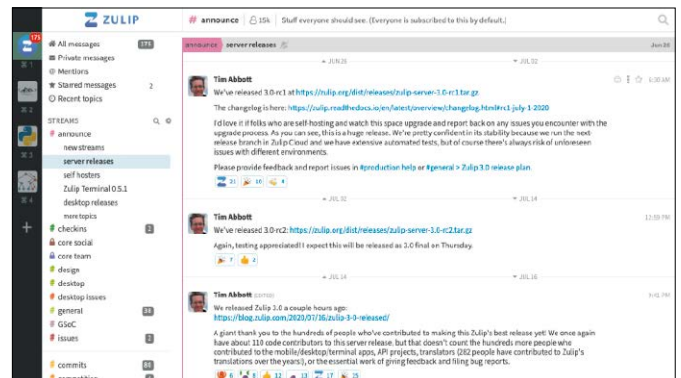 ZULIP
# announce 15k Stuff everyone should see. (Everyone is subscribed to this by default.)
175
⌘ 1
⌘ 2
⌘ 3
⌘ 4
All messages 175
Private messages
Mentions
Starred messages 2
Recent topics
STREAMS
# announce
new streams
server releases
self hosters
Zulip Terminal 0.5.1
desktop releases
more topics
# checkins 2
core social
core team
# design
# desktop
# desktop issues
# general
# GSoC
# issues 2
# commits
announce server releases Jun 30
JUN 28 JUL 02
Tim Abbott
We've released 3.0-rc1 at https://zulip.org/dist/releases/zulip-server-3.0-rc1.tar.gz
The changelog is here: https://zulip.readthedocs.io/en/latest/overview/changelog.html#rc1-july-1-2020
I'd love it if folks who are self-hosting and watch this space upgrade and report back on any issues you encounter with the
upgrade process. As you can see, this is a huge release. We're pretty confident in its stability because we run the next-
release branch in Zulip Cloud and we have extensive automated tests, but of course there's always risk of unforeseen
issues with different environments.
Please provide feedback and report issues in #production help or #general > Zulip 3.0 release plan.
21 10 4
JUL 02 JUL 14
Tim Abbott 11:59 PM
We've released 3.0-rc2: https://zulip.org/dist/releases/zulip-server-3.0-rc2.tar.gz
Again, testing appreciated! I expect this will be released as 3.0 final on Thursday.
7 2
JUL 14 JUL 16
Tim Abbott
We released Zulip 3.0 a couple hours ago:
https://blog.zulip.com/2020/07/16/zulip-3-0-released/
A giant thank you to the hundreds of people who've contributed to making this Zulip's best release yet! We once again
have about 110 code contributors to this server release, but that doesn't count the hundreds more people who
contributed to the mobile/desktop/terminal apps, API projects, translators (282 people have contributed to Zulip's
translations over the years!), or the essential work of giving feedback and filing bug reports.
6 8 12 13 17 25